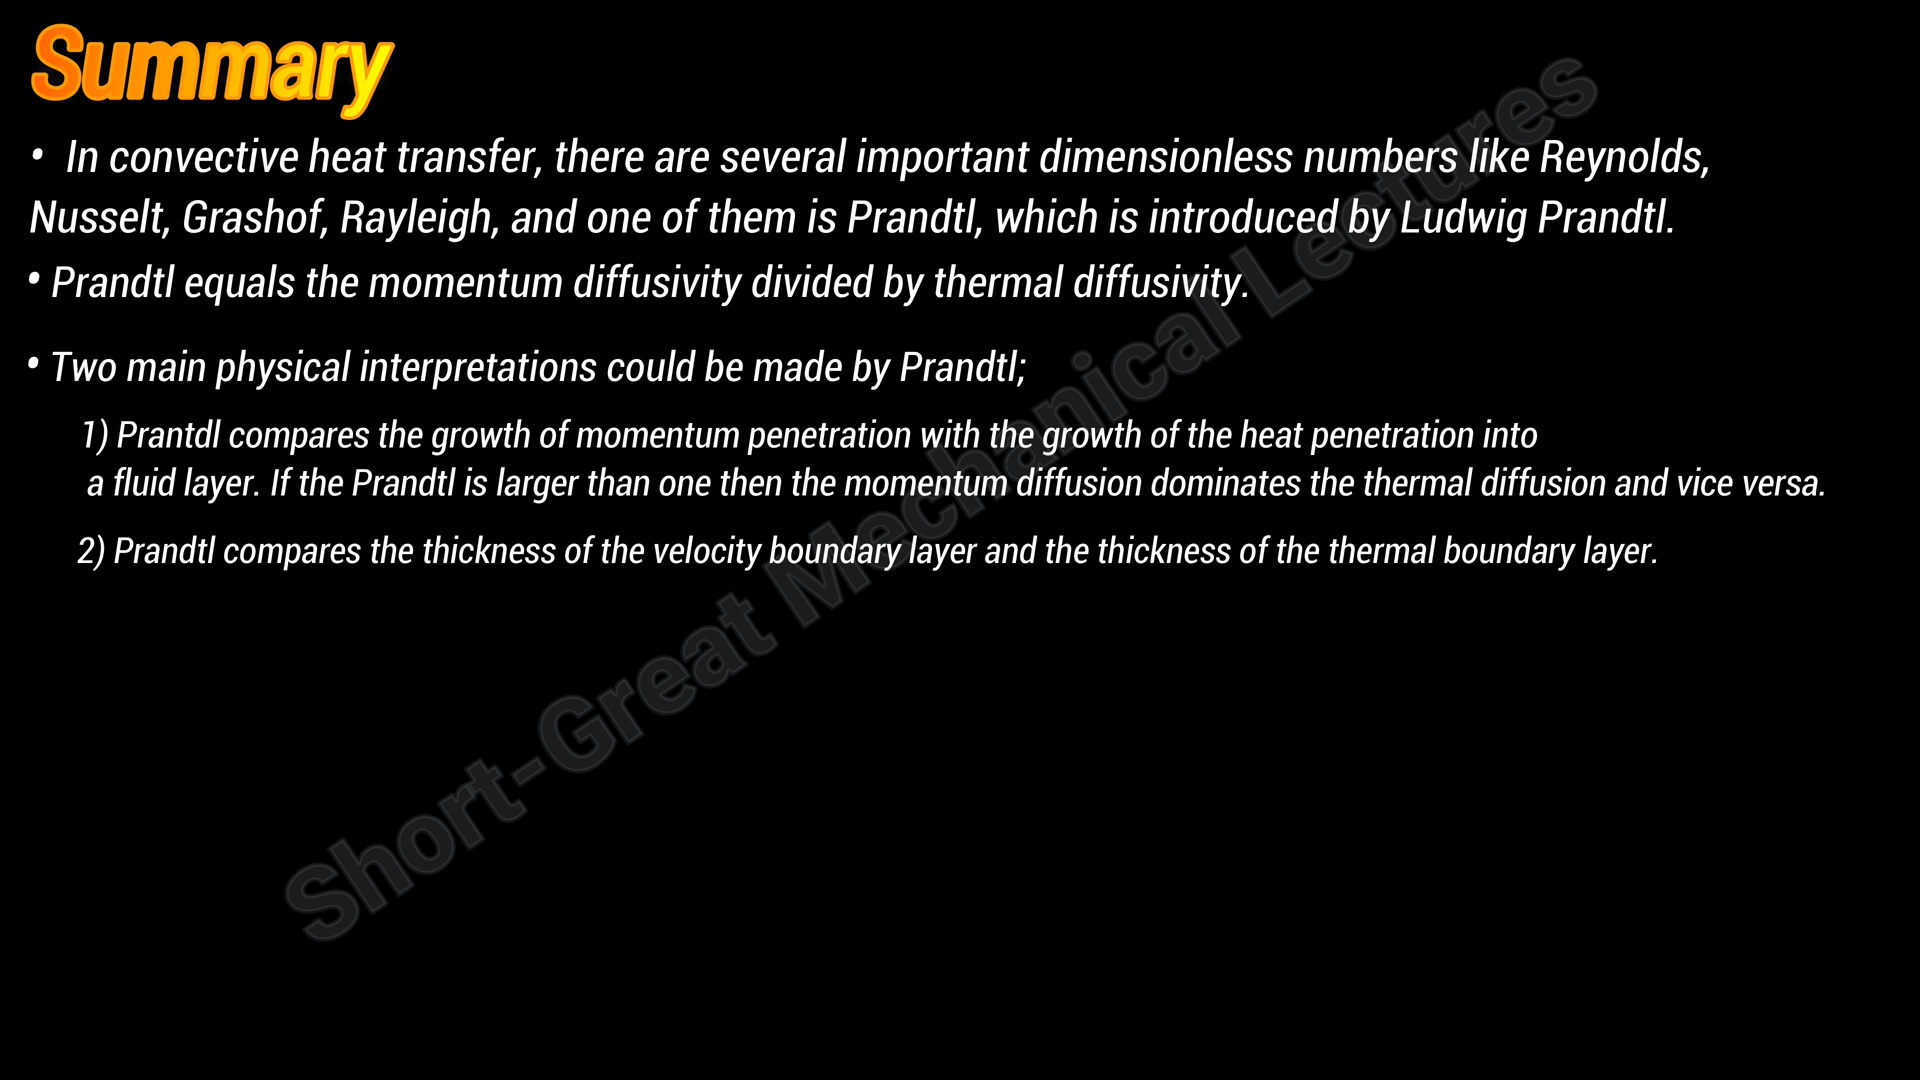 Summary
• In convective heat transfer, there are several important dimensionless numbers like Reynolds,
Nusselt, Grashof, Rayleigh, and one of them is Prandtl, which is introduced by Ludwig Prandtl.
• Prandtl equals the momentum diffusivity divided by thermal diffusivity.
• Two main physical interpretations could be made by Prandtl;
1) Prantdl compares the growth of momentum penetration with the growth of the heat penetration into
a fluid layer. If the Prandtl is larger than one then the momentum diffusion dominates the thermal diffusion and vice versa.
2) Prandtl compares the thickness of the velocity boundary layer and the thickness of the thermal boundary layer.
Short-Great Mechanical Lectures